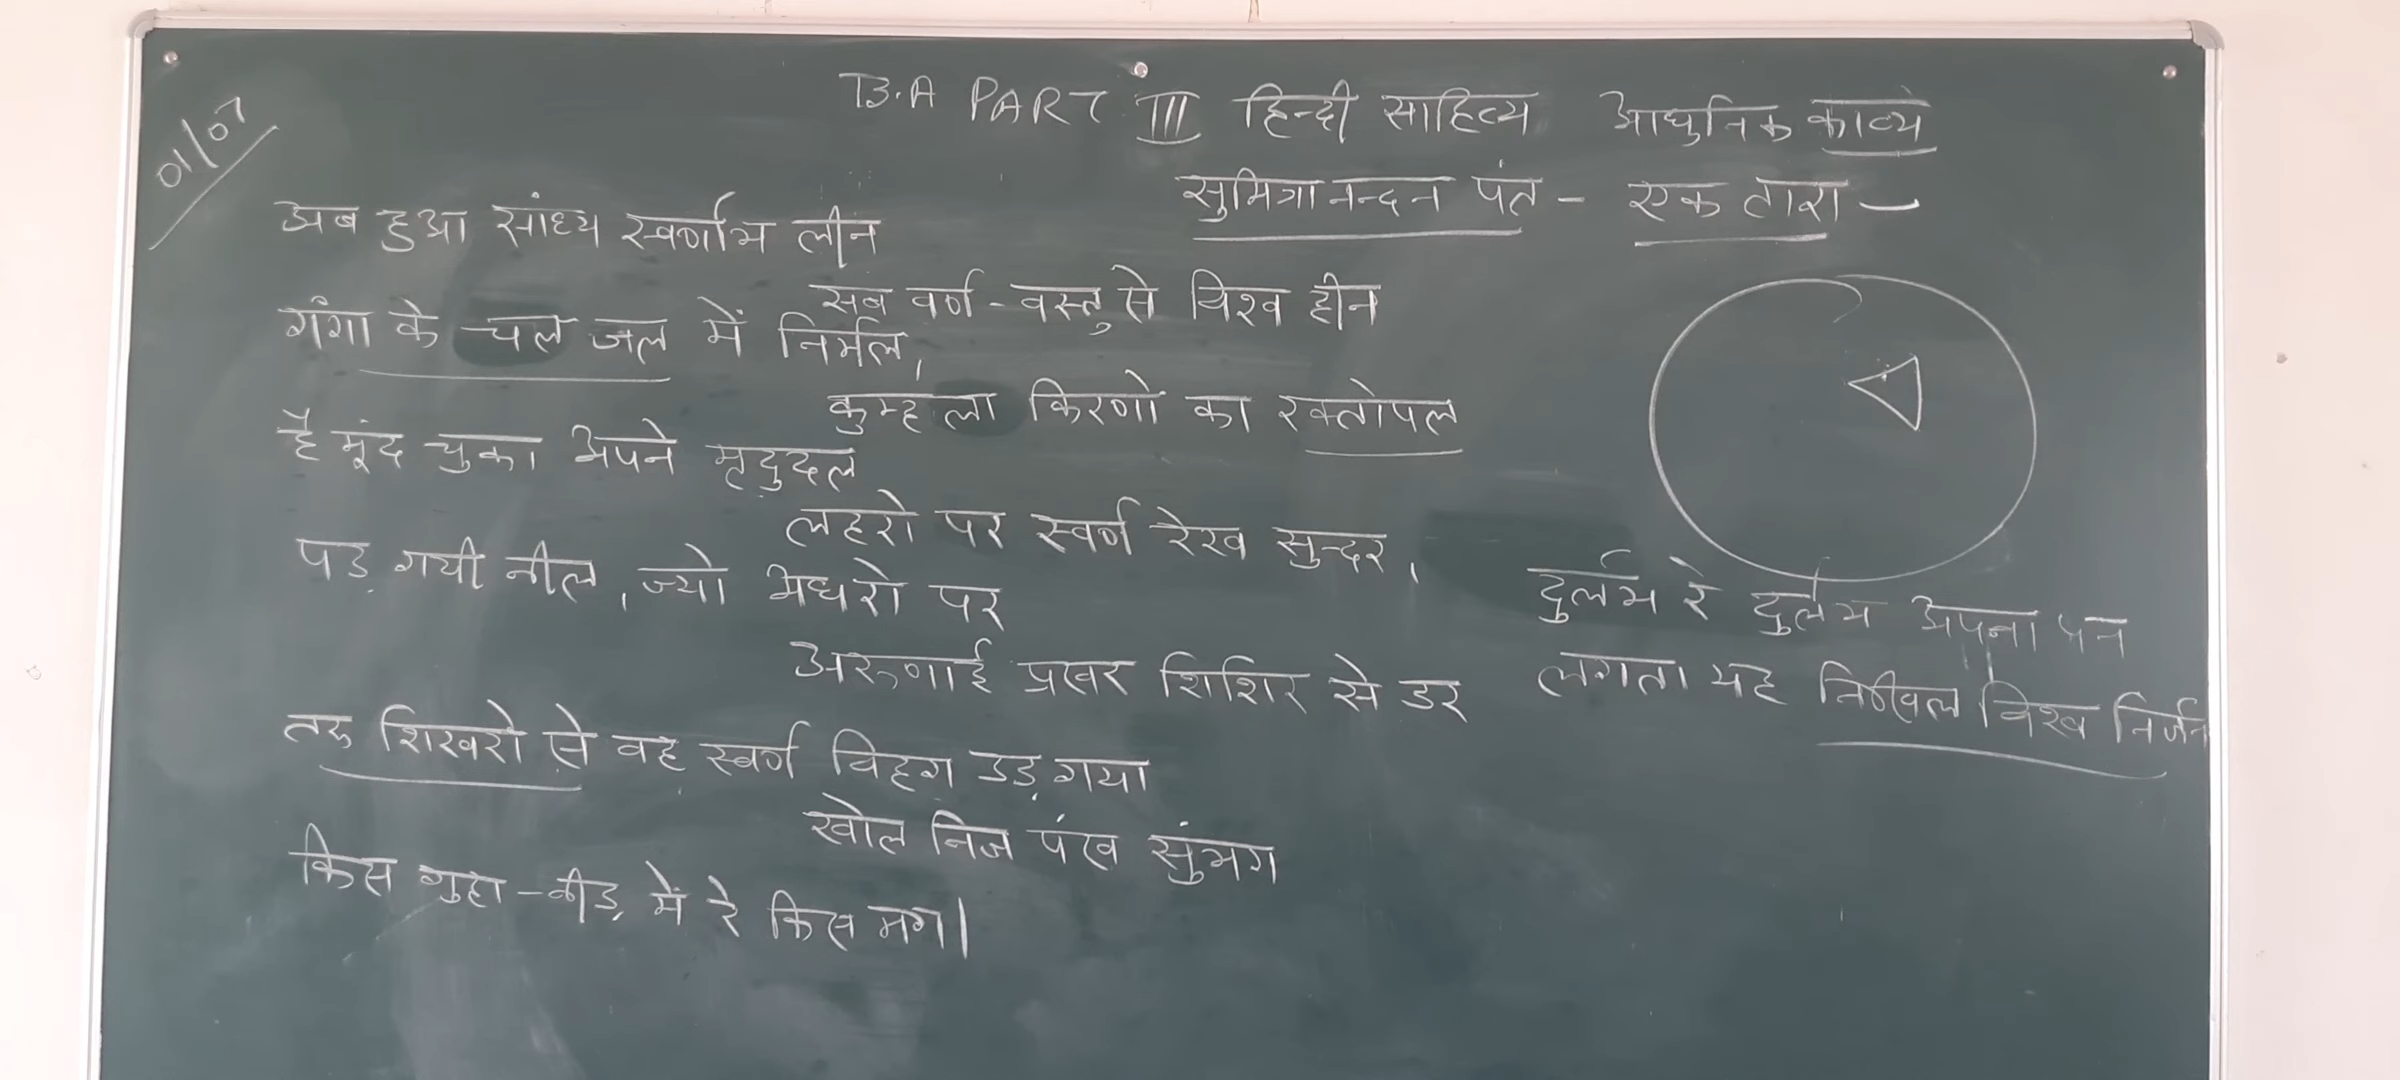 01/07
B.A PART III हिन्दी साहित्य आधुनिक काव्य
सुमित्रानन्दन पंत - एक तारा -
अब हुआ सांध्य स्वर्णाभ लीन
सब वर्ण - वस्तु से विश्व हीन
गंगा के चल जल में निर्मल,
कुम्हला किरणों का रक्तोपल
है मूंद चुका अपने मृदुदल
लहरो पर स्वर्ण रेख सुन्दर,
पड़ गयी नील, ज्यो अधरो पर
अरुणाई प्रखर शिशिर से डर
तरु शिखरो से वह स्वर्ण विहग उड़ गया
खोल निज पंख सुंभग
किस गुहा - नीड़ में रे किस मग।
दुर्लभ रे दुर्लभ अपना पन
लगता यह निखिल विश्व निर्जन